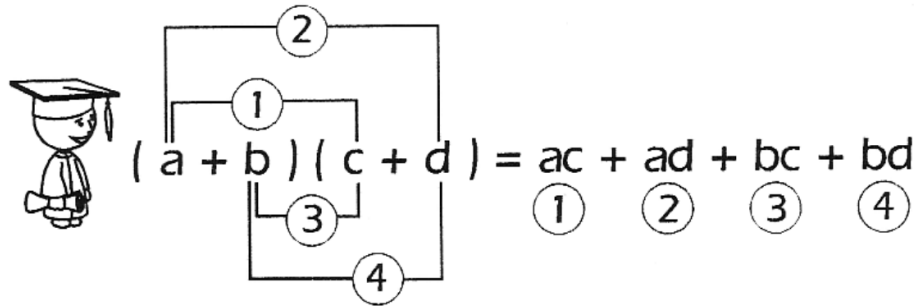 ②
①
( a + b ) ( c + d ) = ac + ad + bc + bd
① ② ③ ④
③
④